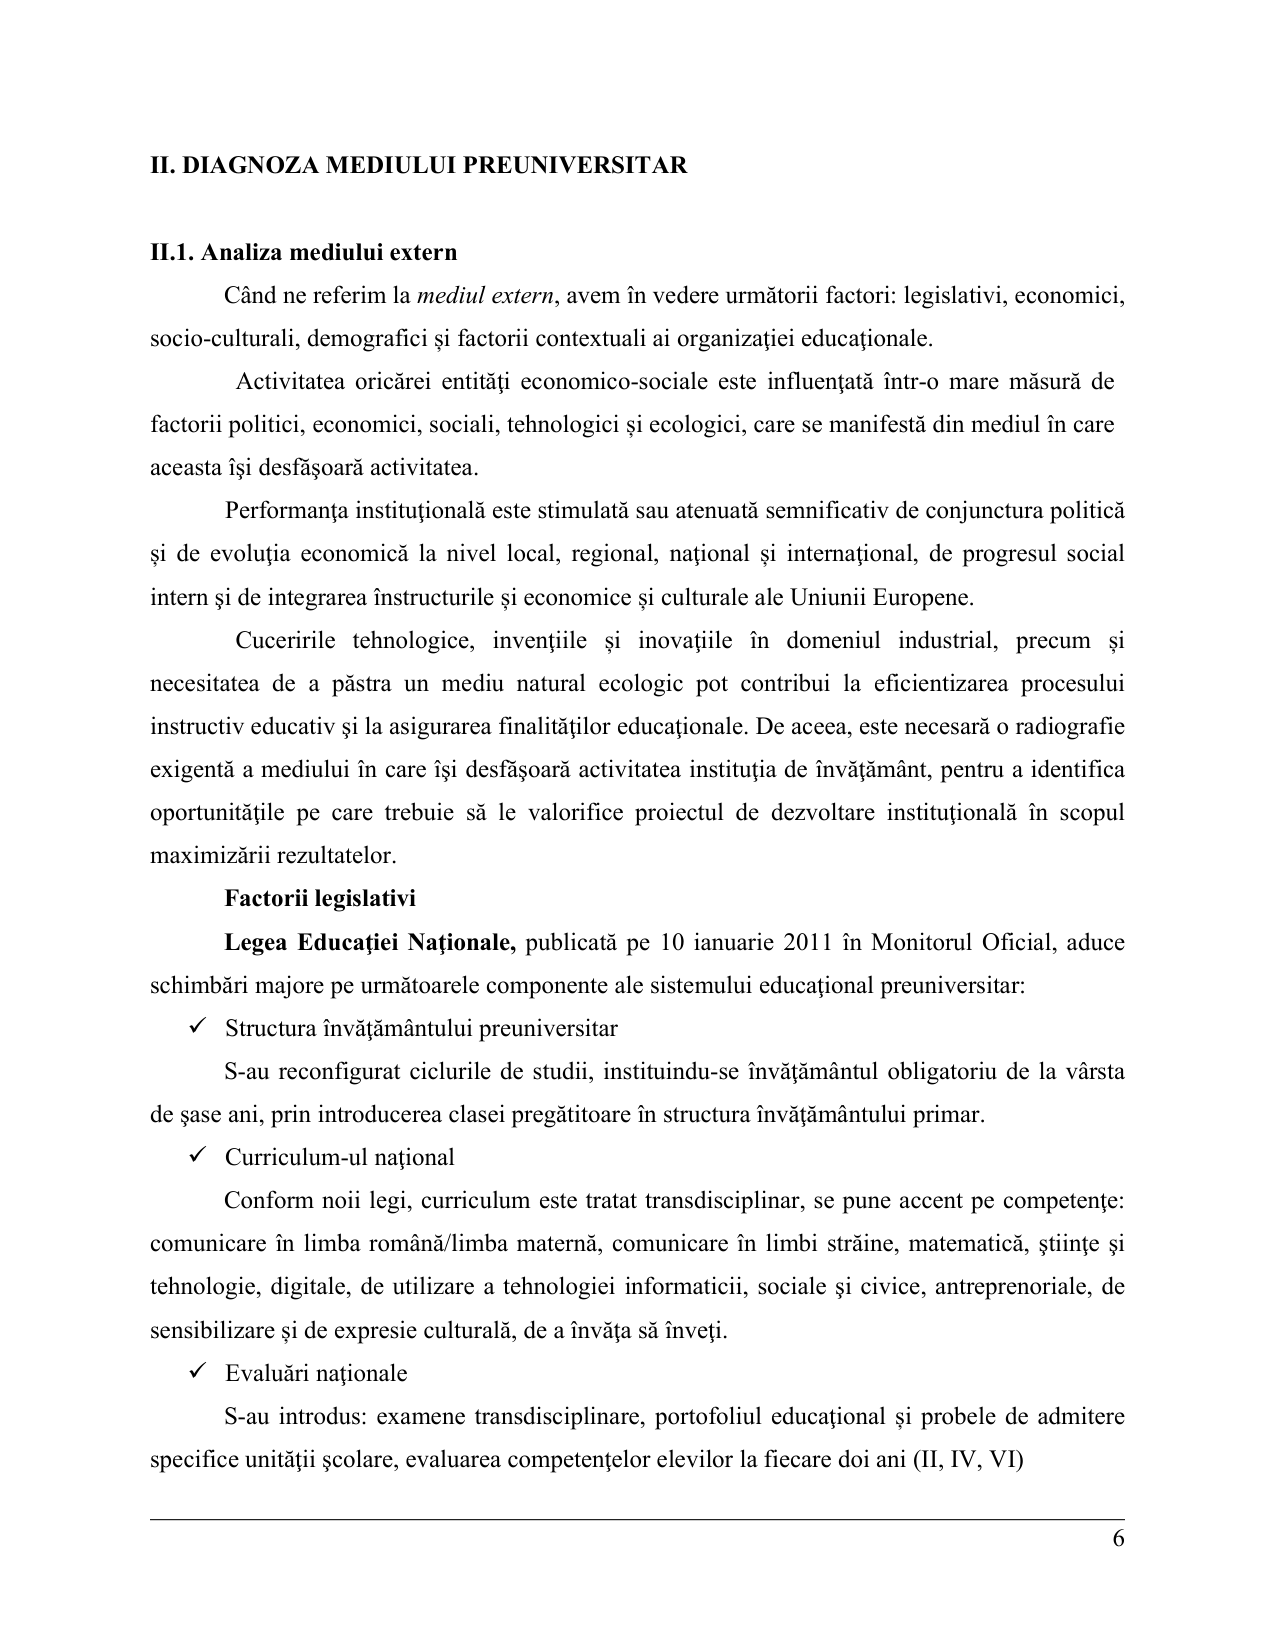 II. DIAGNOZA MEDIULUI PREUNIVERSITAR
II.1. Analiza mediului extern
Când ne referim la mediul extern, avem în vedere următorii factori: legislativi, economici,
socio-culturali, demografici și factorii contextuali ai organizaţiei educaţionale.
Activitatea oricărei entităţi economico-sociale este influenţată într-o mare măsură de
factorii politici, economici, sociali, tehnologici și ecologici, care se manifestă din mediul în care
aceasta îşi desfăşoară activitatea.
Performanţa instituţională este stimulată sau atenuată semnificativ de conjunctura politică
și de evoluţia economică la nivel local, regional, naţional și internaţional, de progresul social
intern şi de integrarea înstructurile și economice și culturale ale Uniunii Europene.
Cuceririle tehnologice, invenţiile și inovaţiile în domeniul industrial, precum și
necesitatea de a păstra un mediu natural ecologic pot contribui la eficientizarea procesului
instructiv educativ şi la asigurarea finalităţilor educaţionale. De aceea, este necesară o radiografie
exigentă a mediului în care îşi desfăşoară activitatea instituţia de învăţământ, pentru a identifica
oportunităţile pe care trebuie să le valorifice proiectul de dezvoltare instituţională în scopul
maximizării rezultatelor.
Factorii legislativi
Legea Educaţiei Naţionale, publicată pe 10 ianuarie 2011 în Monitorul Oficial, aduce
schimbări majore pe următoarele componente ale sistemului educaţional preuniversitar:
✓ Structura învăţământului preuniversitar
S-au reconfigurat ciclurile de studii, instituindu-se învăţământul obligatoriu de la vârsta
de şase ani, prin introducerea clasei pregătitoare în structura învăţământului primar.
✓ Curriculum-ul naţional
Conform noii legi, curriculum este tratat transdisciplinar, se pune accent pe competenţe:
comunicare în limba română/limba maternă, comunicare în limbi străine, matematică, ştiinţe şi
tehnologie, digitale, de utilizare a tehnologiei informaticii, sociale şi civice, antreprenoriale, de
sensibilizare și de expresie culturală, de a învăţa să înveţi.
✓ Evaluări naţionale
S-au introdus: examene transdisciplinare, portofoliul educaţional și probele de admitere
specifice unităţii şcolare, evaluarea competenţelor elevilor la fiecare doi ani (II, IV, VI)
6